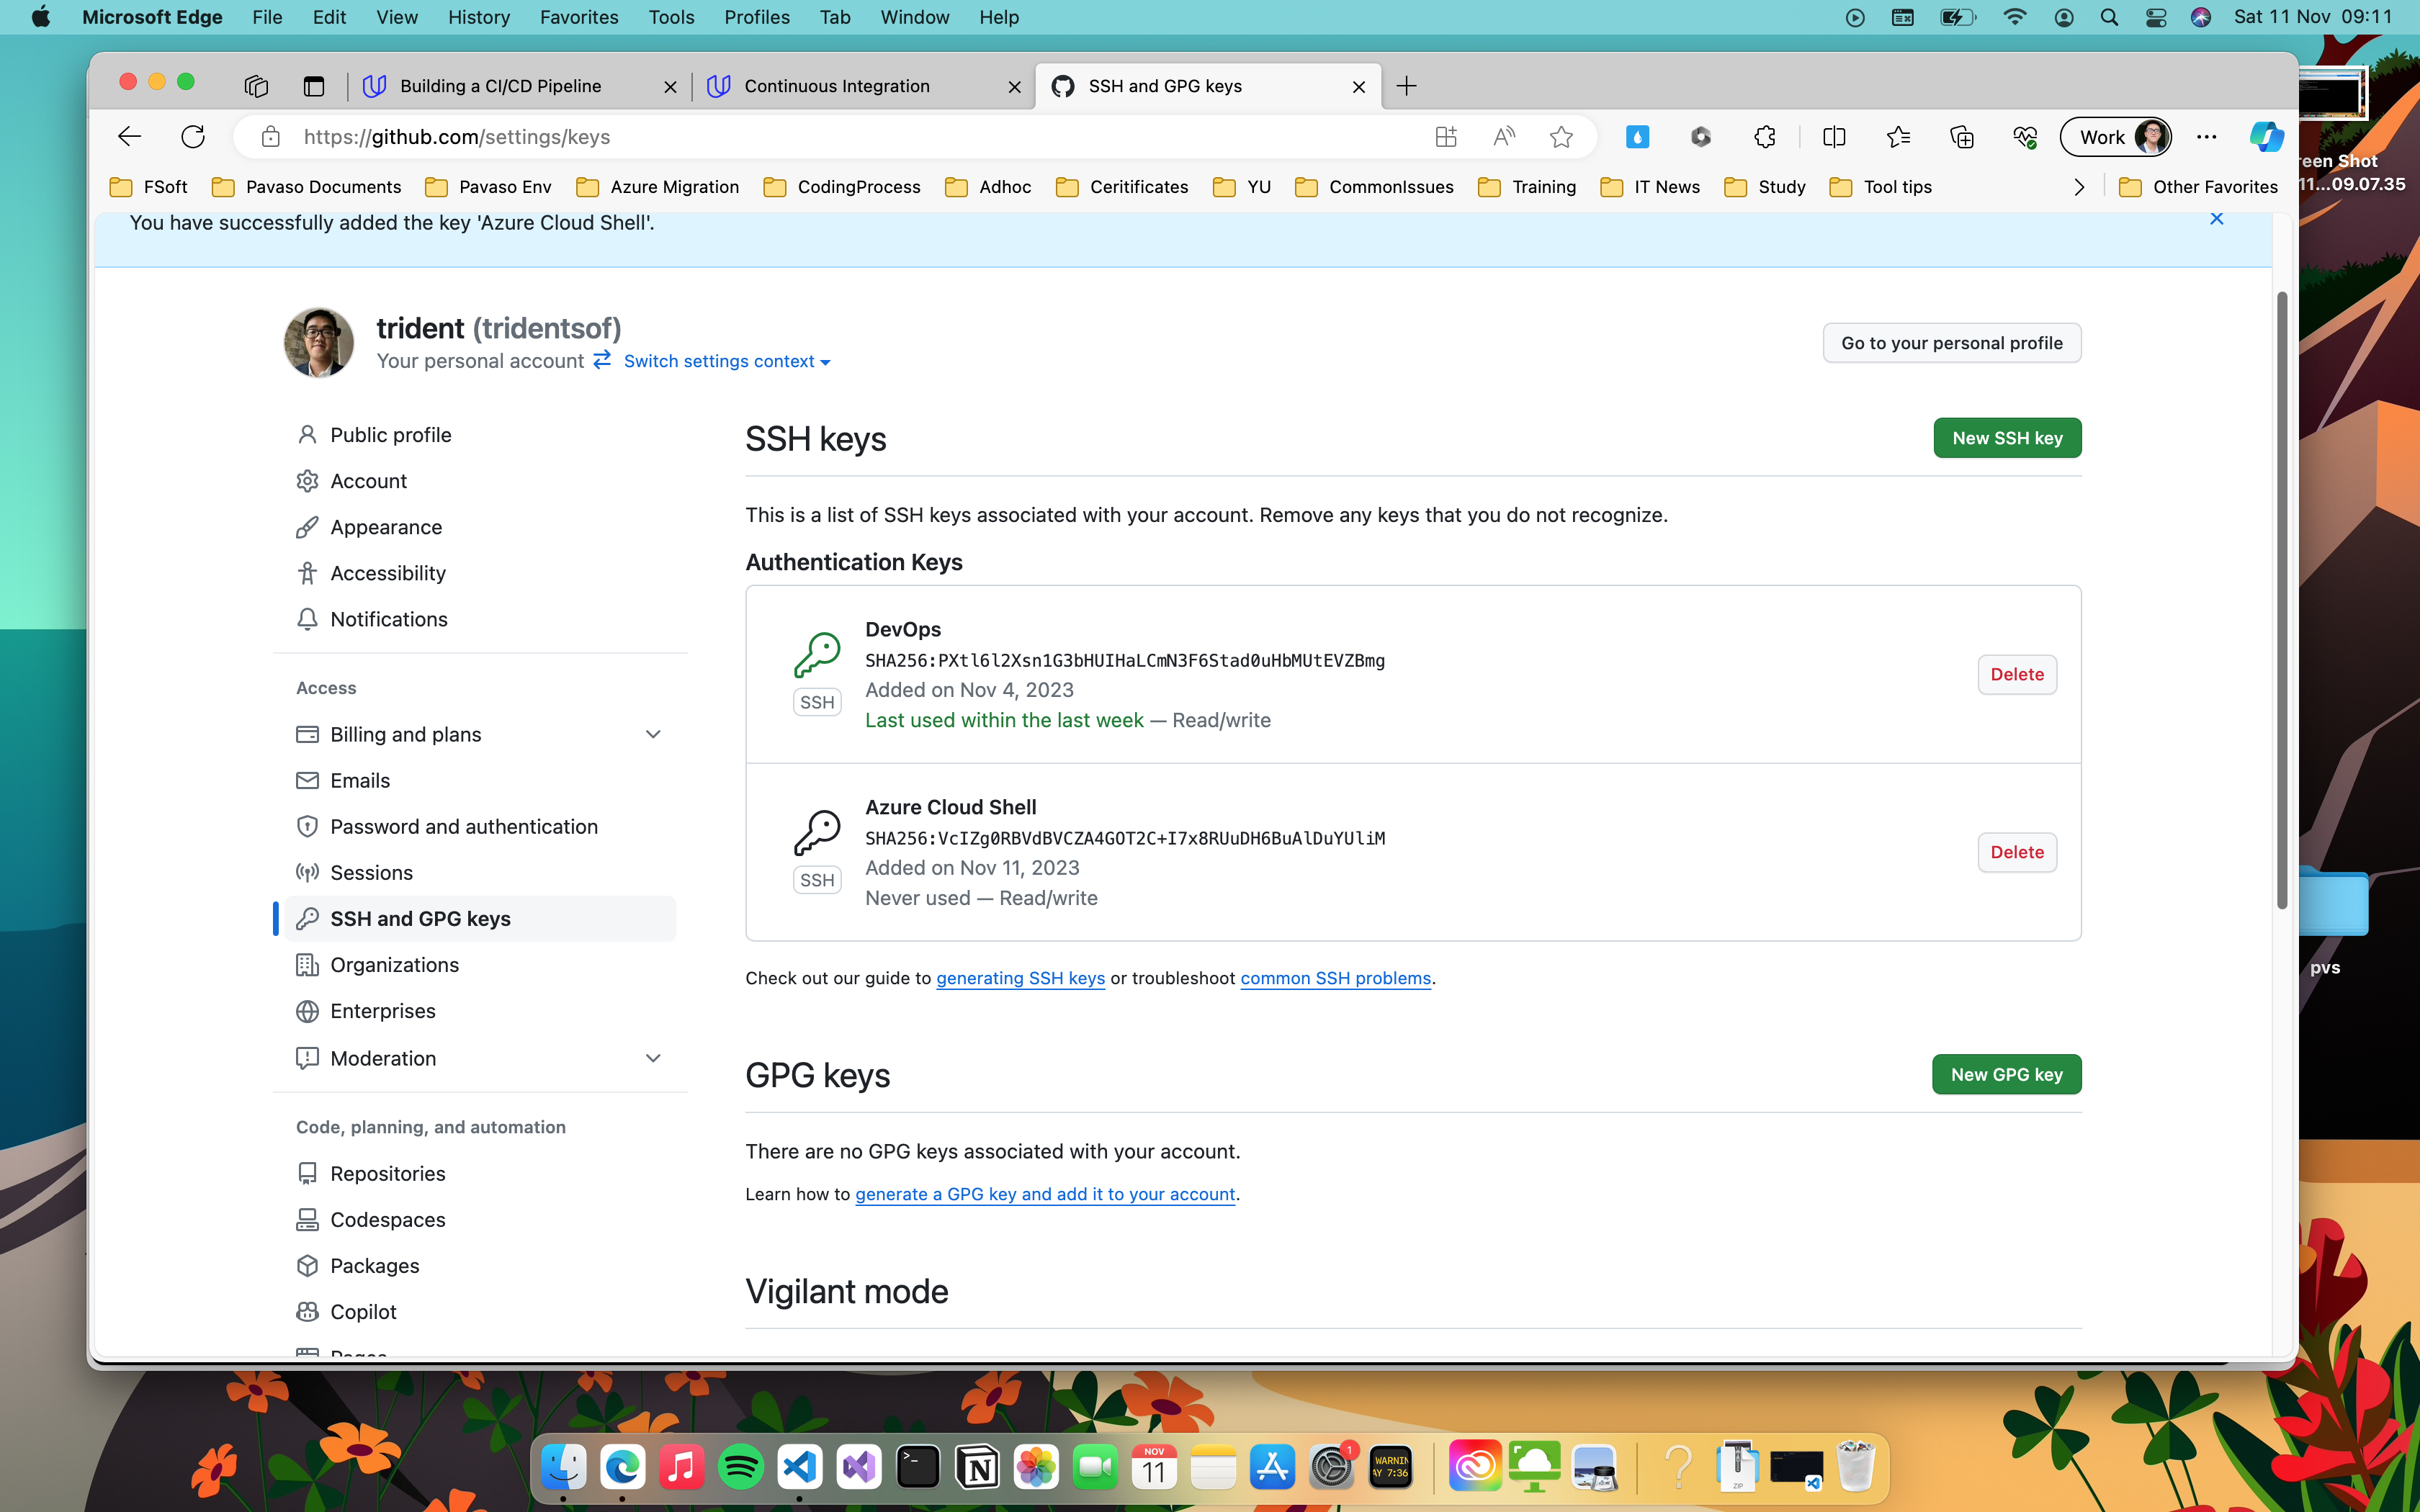 Microsoft Edge File Edit View History Favorites Tools Profiles Tab Window Help Sat 11 Nov 09:11
Building a CI/CD Pipeline Continuous Integration SSH and GPG keys
https://github.com/settings/keys Work
FSoft Pavaso Documents Pavaso Env Azure Migration CodingProcess Adhoc Ceritificates YU CommonIssues Training IT News Study Tool tips Other Favorites
reen Shot
11...09.07.35
You have successfully added the key 'Azure Cloud Shell'.
trident (tridentsof)
Your personal account Switch settings context
Go to your personal profile
Public profile
Account
Appearance
Accessibility
Notifications
Access
Billing and plans
Emails
Password and authentication
Sessions
SSH and GPG keys
Organizations
Enterprises
Moderation
Code, planning, and automation
Repositories
Codespaces
Packages
Copilot
Pages
SSH keys
New SSH key
This is a list of SSH keys associated with your account. Remove any keys that you do not recognize.
Authentication Keys
DevOps
SHA256:PXtl6l2Xsn1G3bHUIHaLCmN3F6Stad0uHbMUtEVZBmg
Added on Nov 4, 2023
Last used within the last week — Read/write
SSH
Delete
Azure Cloud Shell
SHA256:VcIZg0RBVdBVCZA4GOT2C+I7x8RUuDH6BuAlDuYUliM
Added on Nov 11, 2023
Never used — Read/write
SSH
Delete
Check out our guide to generating SSH keys or troubleshoot common SSH problems.
GPG keys
New GPG key
There are no GPG keys associated with your account.
Learn how to generate a GPG key and add it to your account.
Vigilant mode
pvs
NOV
11
1
WARNIN
AY 7:36
ZIP